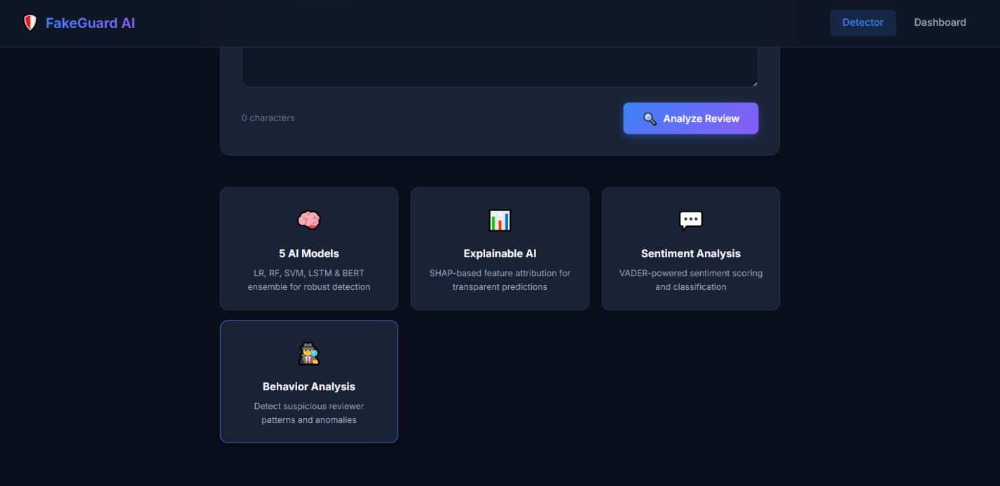 FakeGuard AI
Detector
Dashboard
0 characters
Analyze Review
5 AI Models
LR, RF, SVM, LSTM & BERT
ensemble for robust detection
Explainable AI
SHAP-based feature attribution for
transparent predictions
Sentiment Analysis
VADER-powered sentiment scoring
and classification
Behavior Analysis
Detect suspicious reviewer
patterns and anomalies